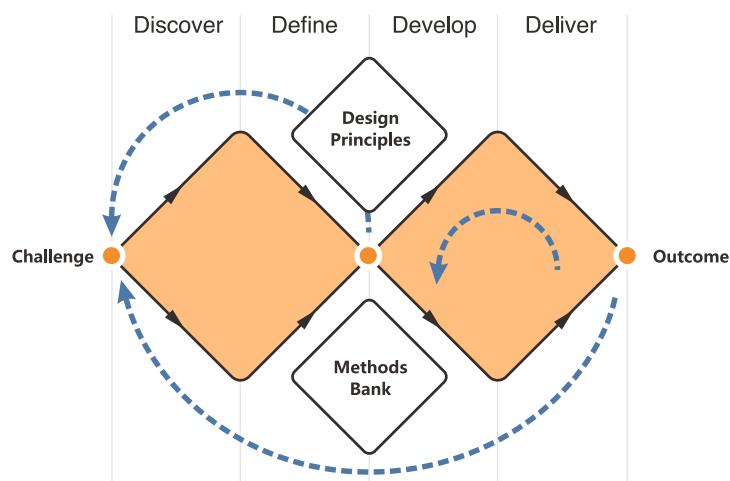 Discover
Define
Develop
Deliver
Design
Principles
Challenge
Outcome
Methods
Bank